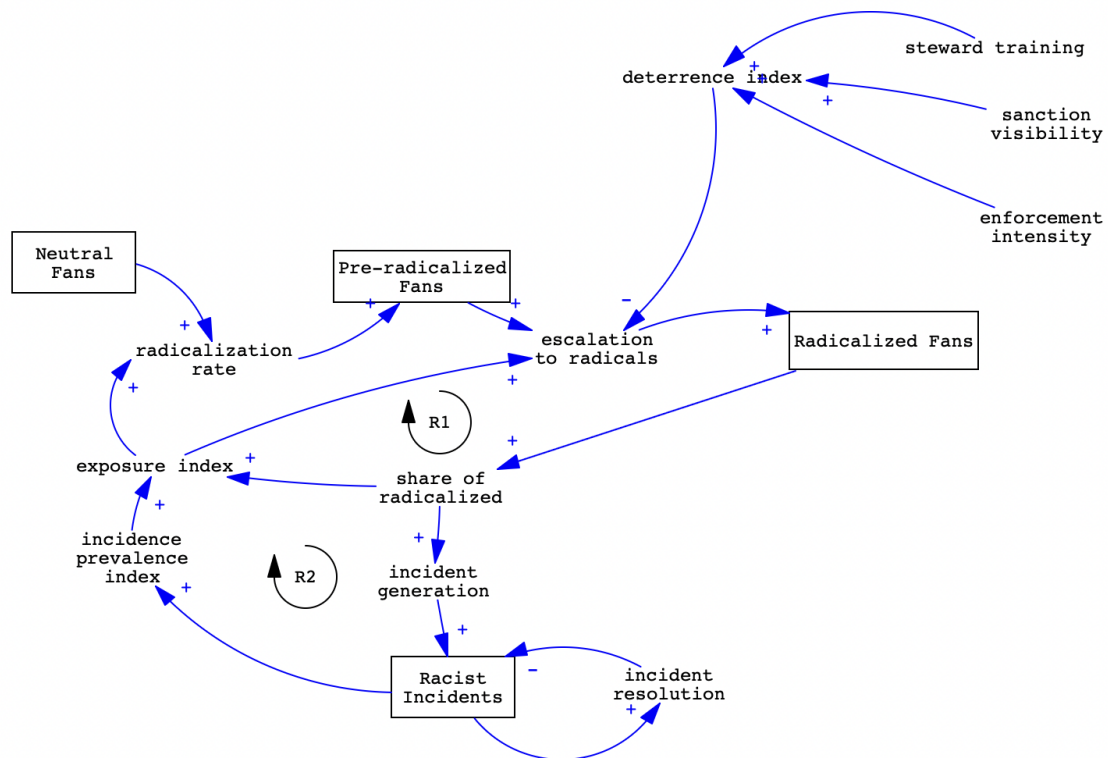 steward training
+
deterrence index
+
+
sanction
visibility
enforcement
intensity
Neutral
Fans
Pre-radicalized
Fans
+
+
-
+
radicalization
rate
escalation
to radicals
+
Radicalized Fans
+
+
R1
+
+
exposure index
share of
radicalized
+
incidence
prevalence
index
+
incident
generation
R2
+
+
Racist
Incidents
-
incident
resolution
+